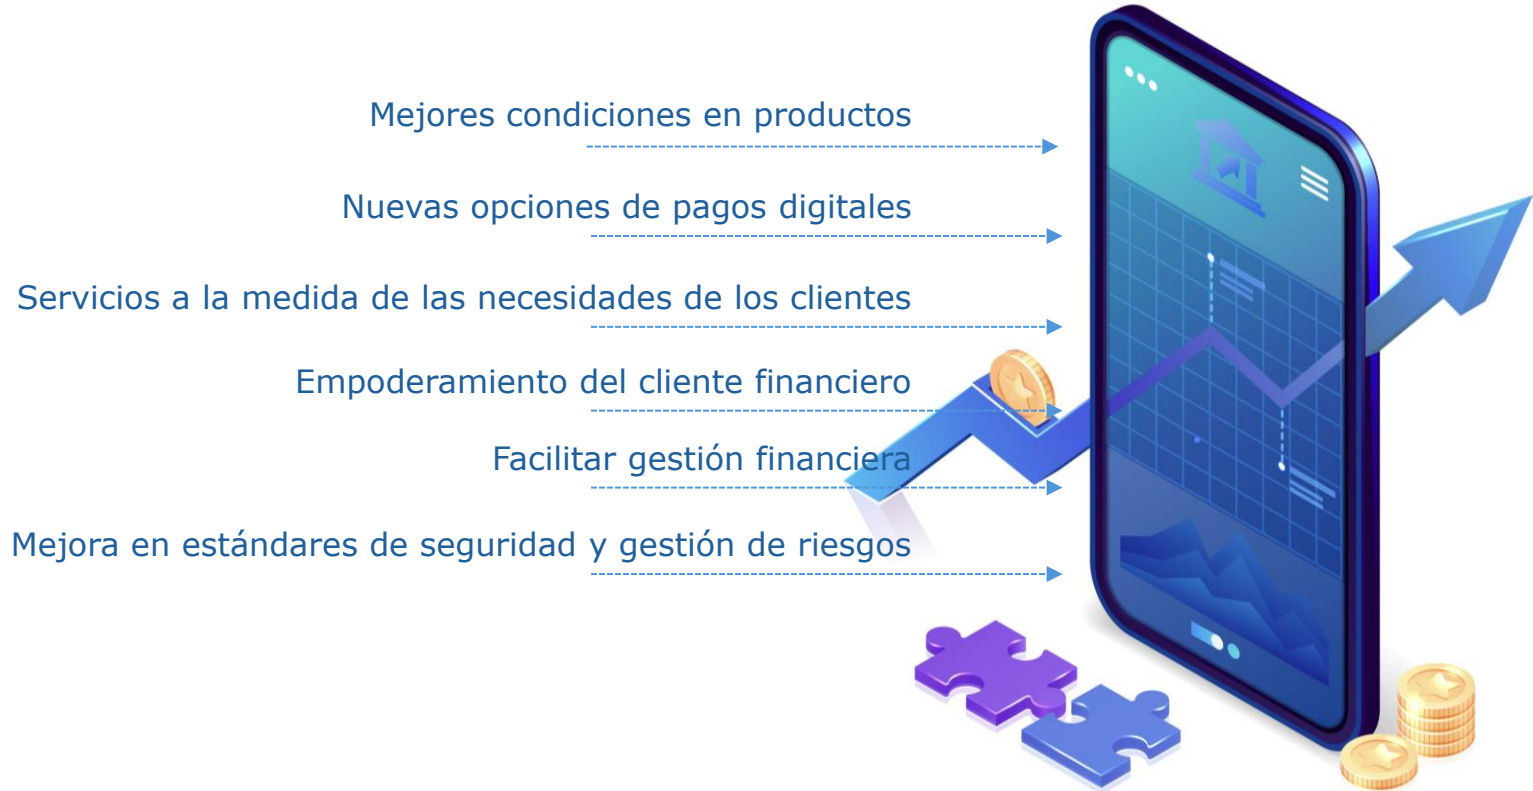 Mejores condiciones en productos
Nuevas opciones de pagos digitales
Servicios a la medida de las necesidades de los clientes
Empoderamiento del cliente financiero
Facilitar gestión financiera
Mejora en estándares de seguridad y gestión de riesgos